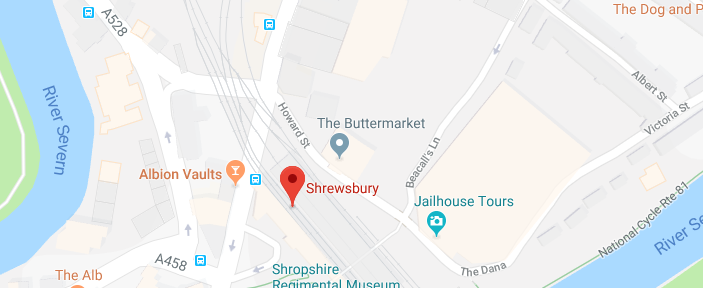 A528
The Dog and P
Albert St
Victoria St
River Severn
Howard St
The Buttermarket
Beacall's Ln
Albion Vaults
Shrewsbury
Jailhouse Tours
National Cycle Rte 81
River Se
A458
The Alb
Shropshire
Regimental Museum
The Dana